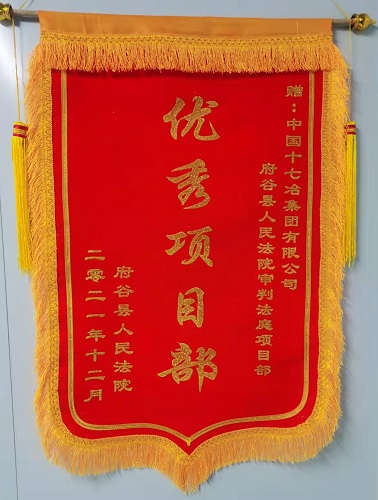 赠：中国十七冶集团有限公司
府谷县人民法院审判法庭项目部
优秀项目部
府谷县人民法院
二零二一年十二月